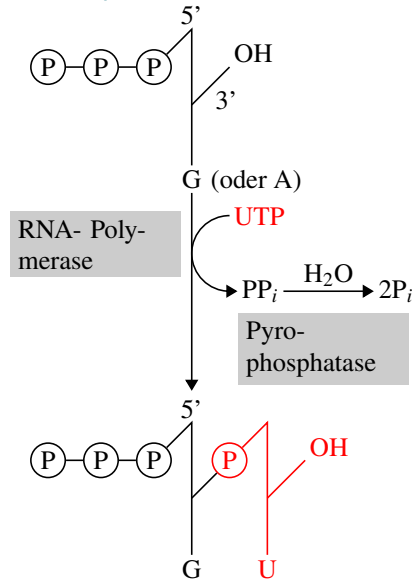 5’
P P P
OH
3’
G (oder A)
UTP
RNA- Poly-
merase
PPi
H2O
2Pi
Pyro-
phosphatase
5’
P P P P
OH
G U